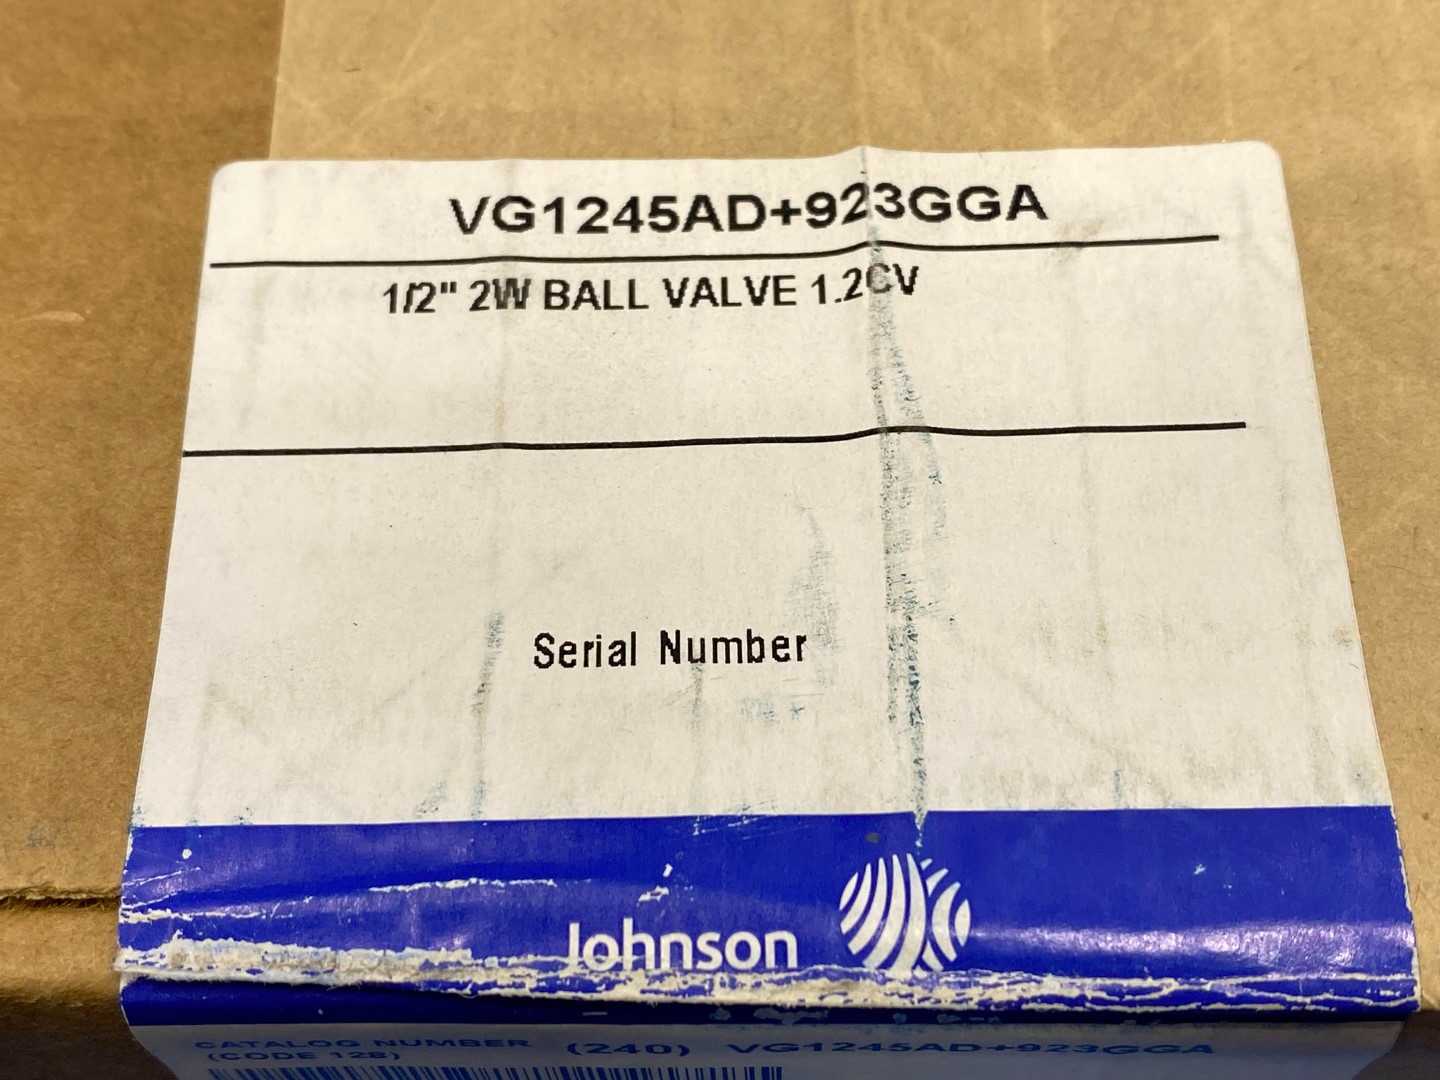 VG1245AD+923GGA
1/2" 2W BALL VALVE 1.2CV
Serial Number
Johnson
CATALOG NUMBER
(CODE 128)
(240) VG1245AD+923GGA